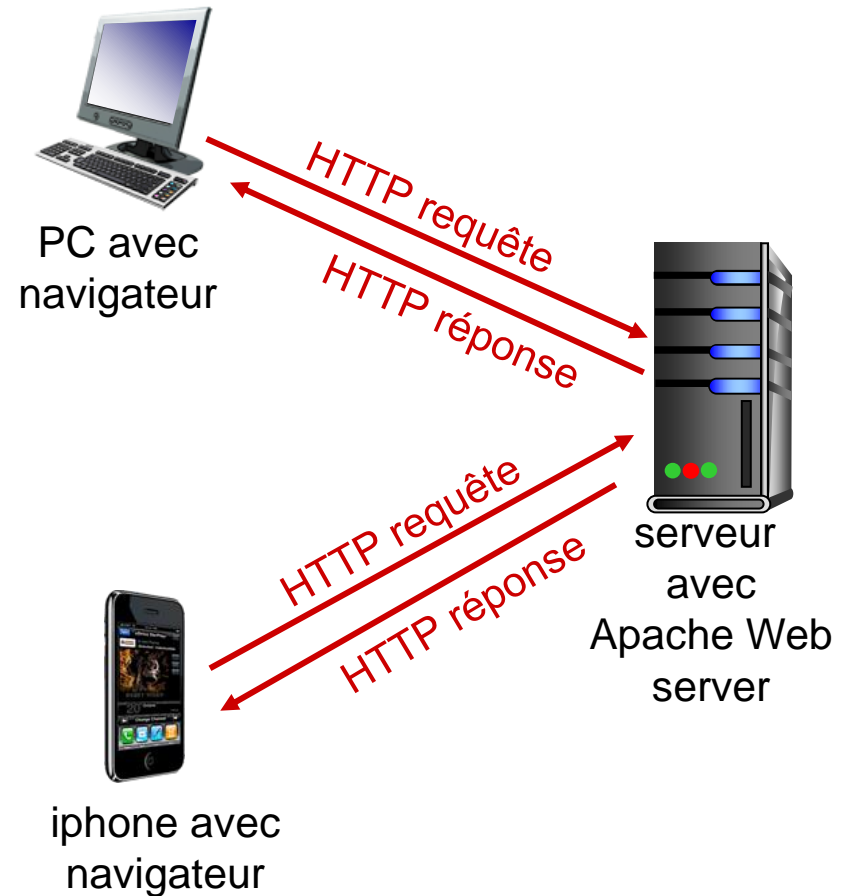 HTTP requête
HTTP réponse
PC avec
navigateur
HTTP requête
HTTP réponse
serveur
avec
Apache Web
server
iphone avec
navigateur